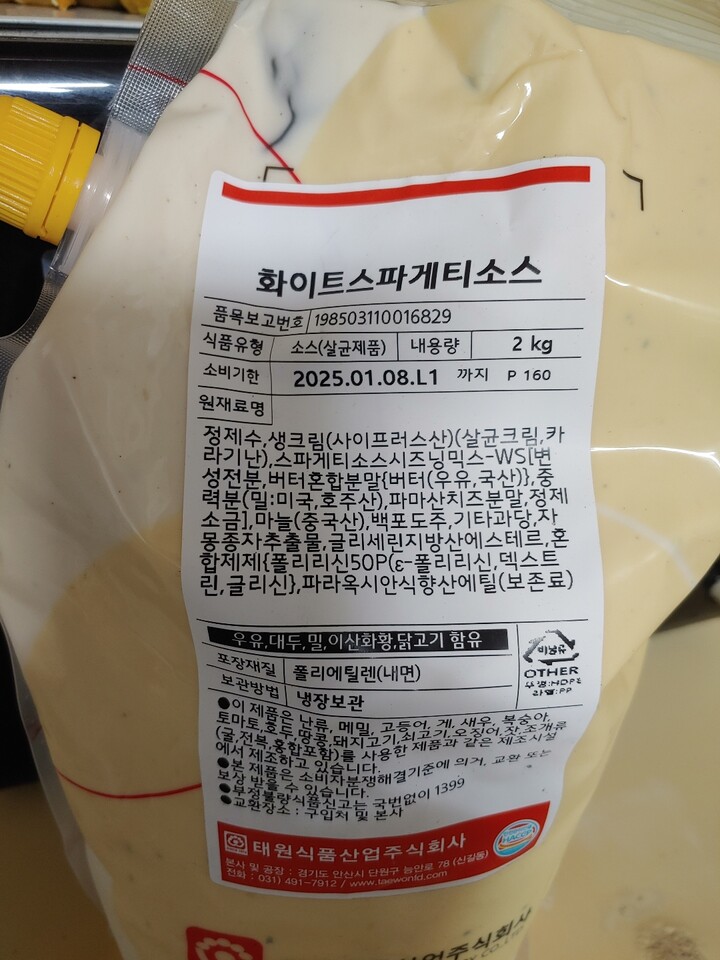 화이트스파게티소스
품목보고번호 198503110016829
식품유형 소스(살균제품) 내용량 2 kg
소비기한 2025.01.08.L1 까지 P 160
원재료명
정제수,생크림(사이프러스산)(살균크림,카
라기난),스파게티소스시즈닝믹스-WS[변
성전분,버터혼합분말{버터(우유,국산)},중
력분(밀:미국,호주산),파마산치즈분말,정제
소금],마늘(중국산),백포도주,기타과당,자
몽종자추출물,글리세린지방산에스테르,혼
합제제{폴리리신50P(ε-폴리리신,덱스트
린,글리신},파라옥시안식향산에틸(보존료)
우유,대두,밀,이산화황,닭고기 함유
포장재질 폴리에틸렌(내면)
보관방법 냉장보관
비닐류
OTHER
라벨:PP
●이 제품은 난류, 메밀, 고등어, 게, 새우, 복숭아,
토마토,호두,땅콩,돼지고기,쇠고기,오징어,잣,조개류
(굴,전복,홍합포함)를 사용한 제품과 같은 제조시설
에서 제조하고 있습니다.
●본 제품은 소비자분쟁해결기준에 의거, 교환 또는
보상 받을 수 있습니다.
●부정불량식품신고는 국번없이 1399
●교환장소 : 구입처 및 본사
태원식품산업주식회사
HACCP
본사 및 공장 : 경기도 안산시 단원구 능안로 78 (신길동)
전화 : 031) 491-7912 / www.taewonfd.com
업주식회사